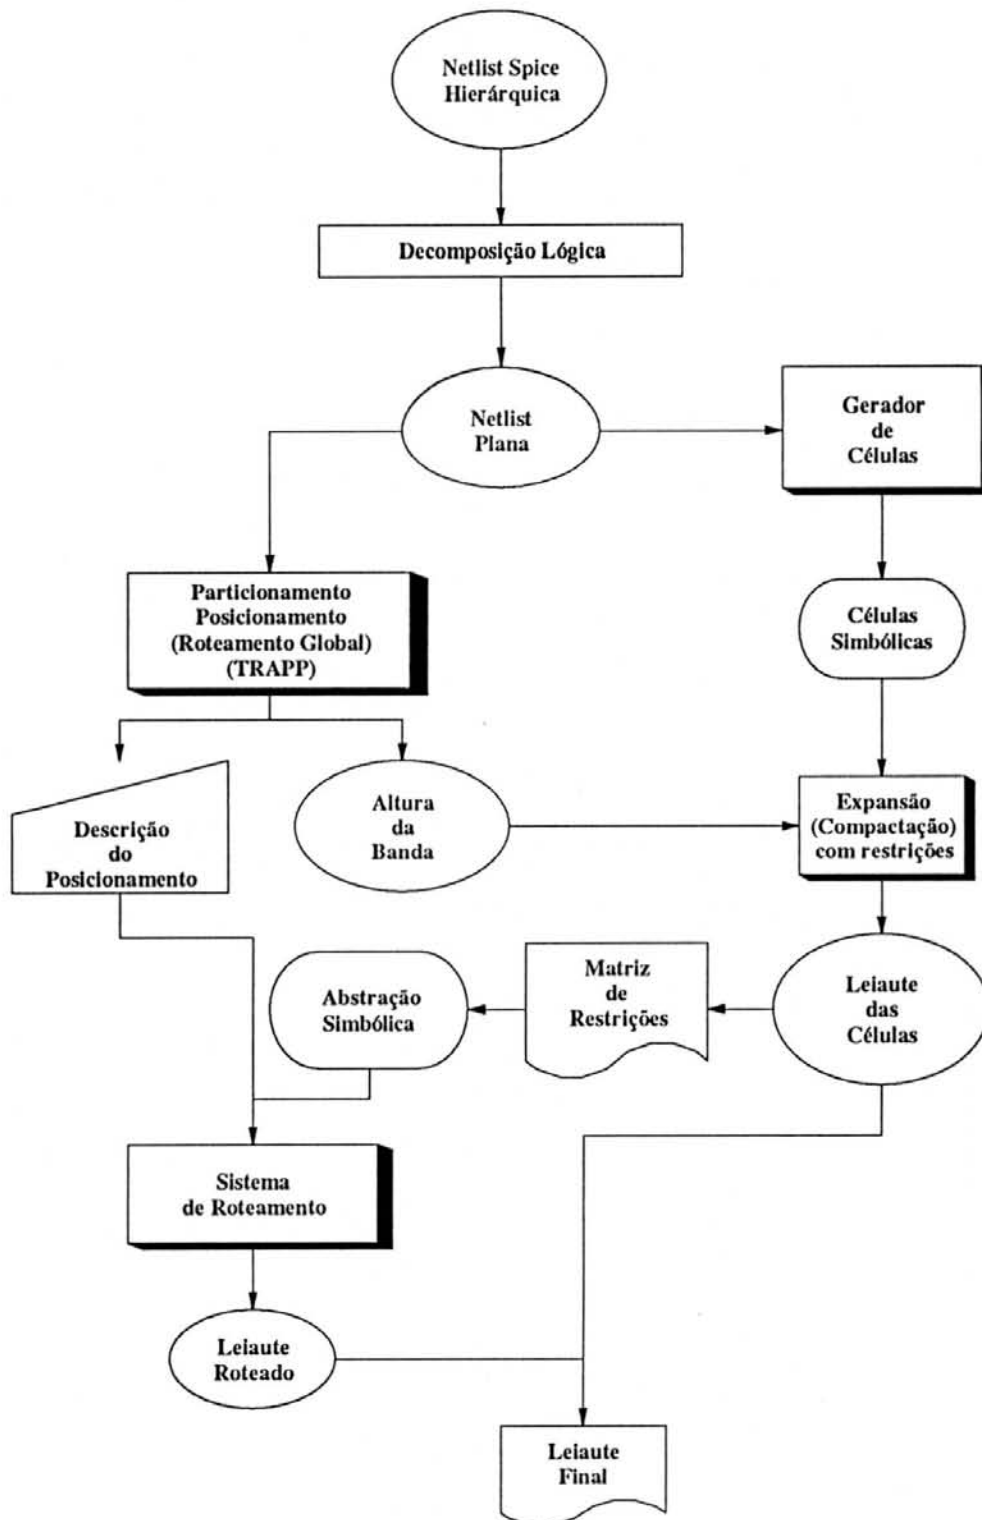 Netlist Spice
Hierárquica
Decomposição Lógica
Netlist
Plana
Gerador
de
Células
Particionamento
Posicionamento
(Roteamento Global)
(TRAPP)
Células
Simbólicas
Descrição
do
Posicionamento
Altura
da
Banda
Expansão
(Compactação)
com restrições
Abstração
Simbólica
Matriz
de
Restrições
Leiaute
das
Células
Sistema
de Roteamento
Leiaute
Roteado
Leiaute
Final